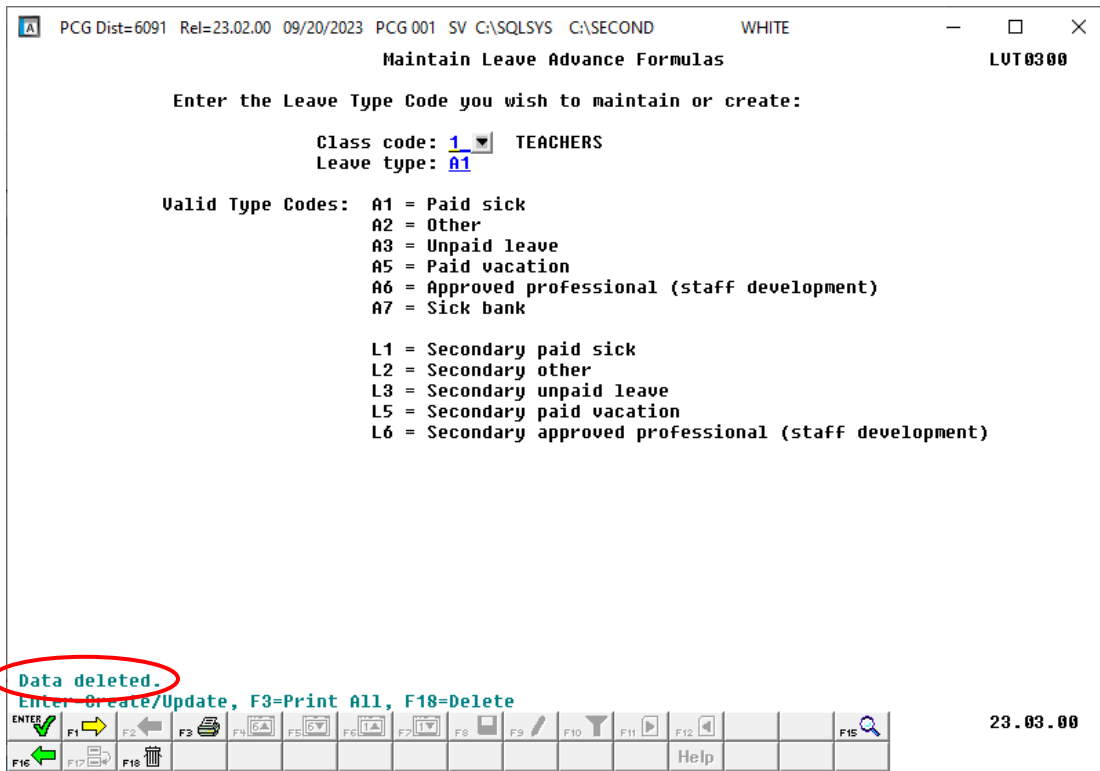 PCG Dist=6091 Rel=23.02.00 09/20/2023 PCG 001 SV C:\SQLSYS C:\SECOND WHITE
Maintain Leave Advance Formulas LVT0300
Enter the Leave Type Code you wish to maintain or create:
Class code: 1_ TEACHERS
Leave type: A1
Valid Type Codes: A1 = Paid sick
A2 = Other
A3 = Unpaid leave
A5 = Paid vacation
A6 = Approved professional (staff development)
A7 = Sick bank
L1 = Secondary paid sick
L2 = Secondary other
L3 = Secondary unpaid leave
L5 = Secondary paid vacation
L6 = Secondary approved professional (staff development)
Data deleted.
Enter Create/Update, F3=Print All, F18=Delete
ENTER F1 F2 F3 F4 F5 F6 F7 F8 F9 F10 F11 F12 F15 23.03.00
F16 F17 F18 Help